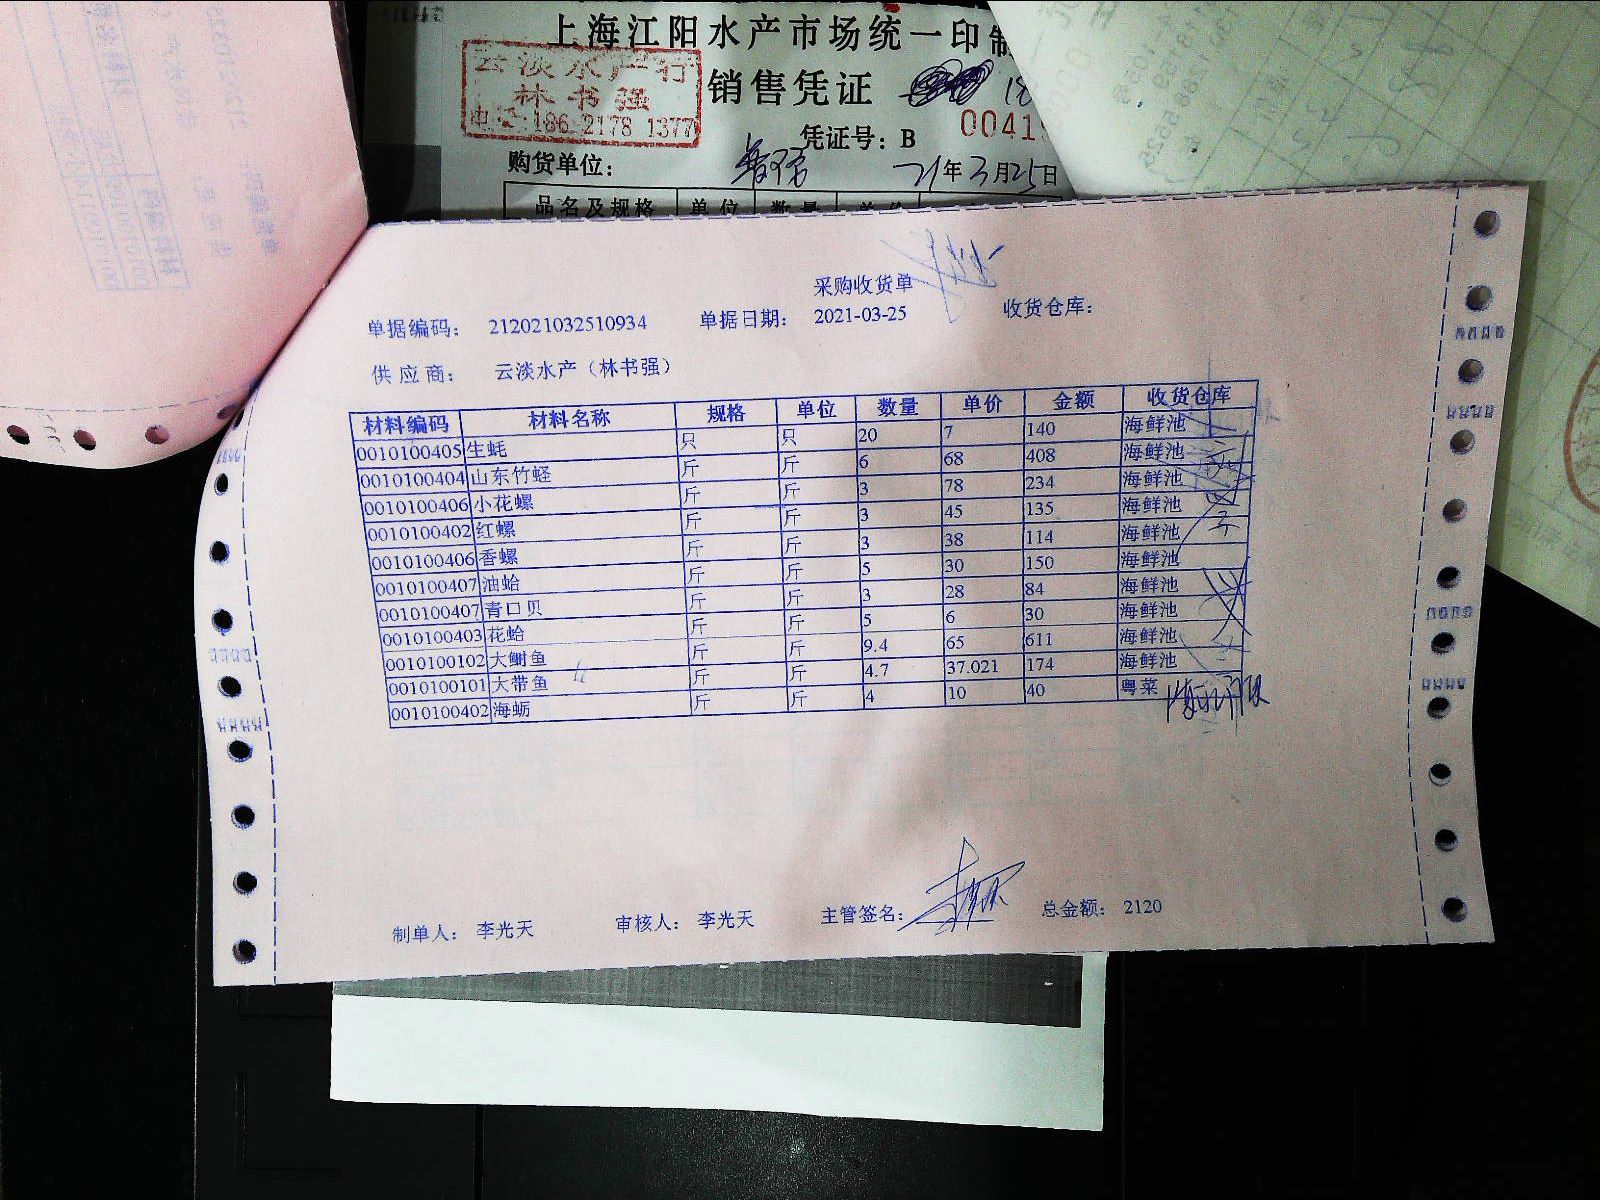 上海江阳水产市场统一印制
云淡水产行
林书强
电话 186 2178 1377
销售凭证
凭证号：B
0041
购货单位：
21年3月25日
品名及规格 单位 数量 单价
采购收货单
单据编码： 212021032510934 单据日期： 2021-03-25 收货仓库：
供应商： 云淡水产（林书强）
材料编码 材料名称 规格 单位 数量 单价 金额 收货仓库
0010100405 生蚝 只 只 20 7 140 海鲜池
0010100404 山东竹蛏 斤 斤 6 68 408 海鲜池
0010100406 小花螺 斤 斤 3 78 234 海鲜池
0010100402 红螺 斤 斤 3 45 135 海鲜池
0010100406 香螺 斤 斤 3 38 114 海鲜池
0010100407 油蛤 斤 斤 5 30 150 海鲜池
0010100407 青口贝 斤 斤 3 28 84 海鲜池
0010100403 花蛤 斤 斤 5 6 30 海鲜池
0010100102 大鲥鱼 斤 斤 9.4 65 611 海鲜池
0010100101 大带鱼 斤 斤 4.7 37.021 174 海鲜池
0010100402 海蛎 斤 斤 4 10 40 粤菜
制单人： 李光天 审核人： 李光天 主管签名： 总金额： 2120